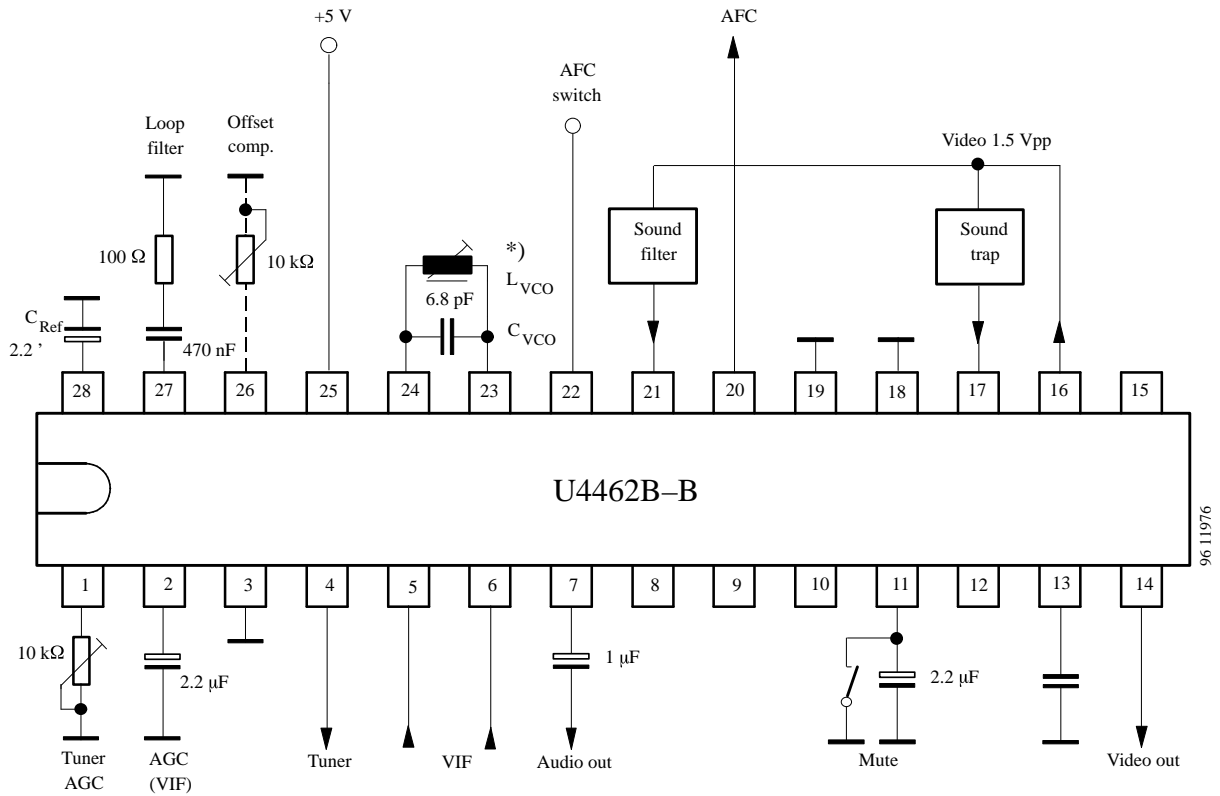 +5 V
AFC
AFC
switch
Loop
filter
Offset
comp.
Video 1.5 Vpp
Sound
filter
Sound
trap
100 Ω
10 kΩ
*)
L VCO
6.8 pF
C VCO
C Ref
2.2 '
470 nF
28
27
26
25
24
23
22
21
20
19
18
17
16
15
U4462B–B
96 11976
1
2
3
4
5
6
7
8
9
10
11
12
13
14
10 kΩ
2.2 µF
1 µF
2.2 µF
Tuner
AGC
AGC
(VIF)
Tuner
VIF
Audio out
Mute
Video out